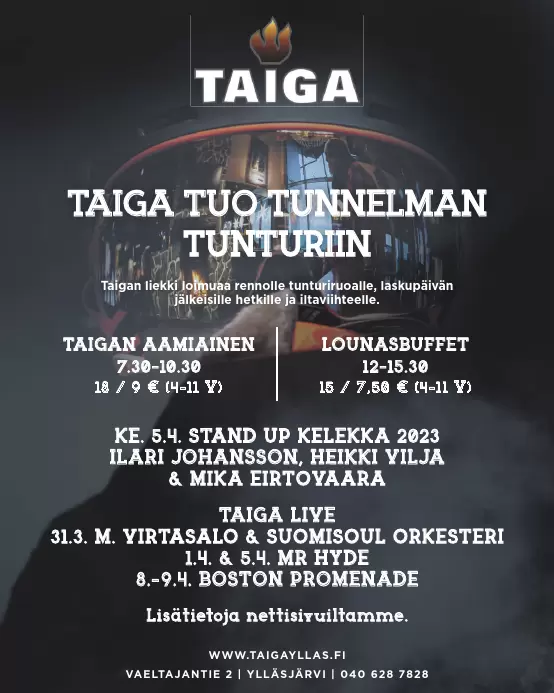 TAIGA
TAIGA TUO TUNNELMAN
TUNTURIIN
Taigan liekki loimuaa rennolle tunturiruoalle, laskupäivän
jälkeisille hetkille ja iltaviihteelle.
TAIGAN AAMIAINEN
7.30-10.30
18 / 9 € (4-11 V)
LOUNASBUFFET
12-15.30
15 / 7,50 € (4-11 V)
KE. 5.4. STAND UP KELEKKA 2023
ILARI JOHANSSON, HEIKKI VILJA
& MIKA EIRTOVAARA
TAIGA LIVE
31.3. M. VIRTASALO & SUOMISOUL ORKESTERI
1.4. & 5.4. MR HYDE
8.-9.4. BOSTON PROMENADE
Lisätietoja nettisivuiltamme.
WWW.TAIGAYLLAS.FI
VAELTAJANTIE 2 | YLLÄSJÄRVI | 040 628 7828